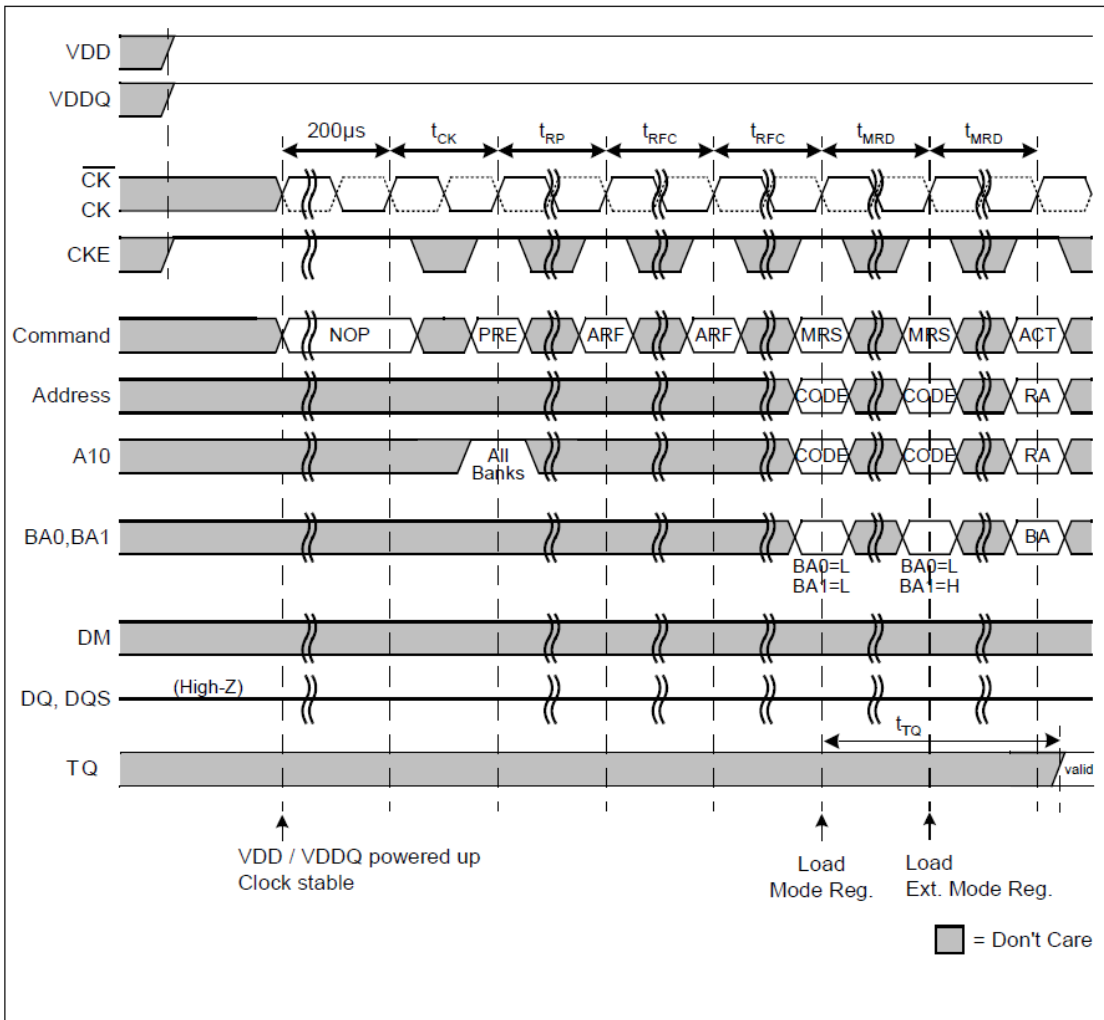 VDD
VDDQ
200µs tCK tRP tRFC tRFC tMRD tMRD
CK
CK
CKE
Command NOP PRE ARF ARF MRS MRS ACT
Address CODE CODE RA
A10 All Banks CODE CODE RA
BA0,BA1 BA
BA0=L BA0=L
BA1=L BA1=H
DM
DQ, DQS (High-Z)
tTQ
TQ valid
VDD / VDDQ powered up
Clock stable
Load
Mode Reg.
Load
Ext. Mode Reg.
= Don't Care